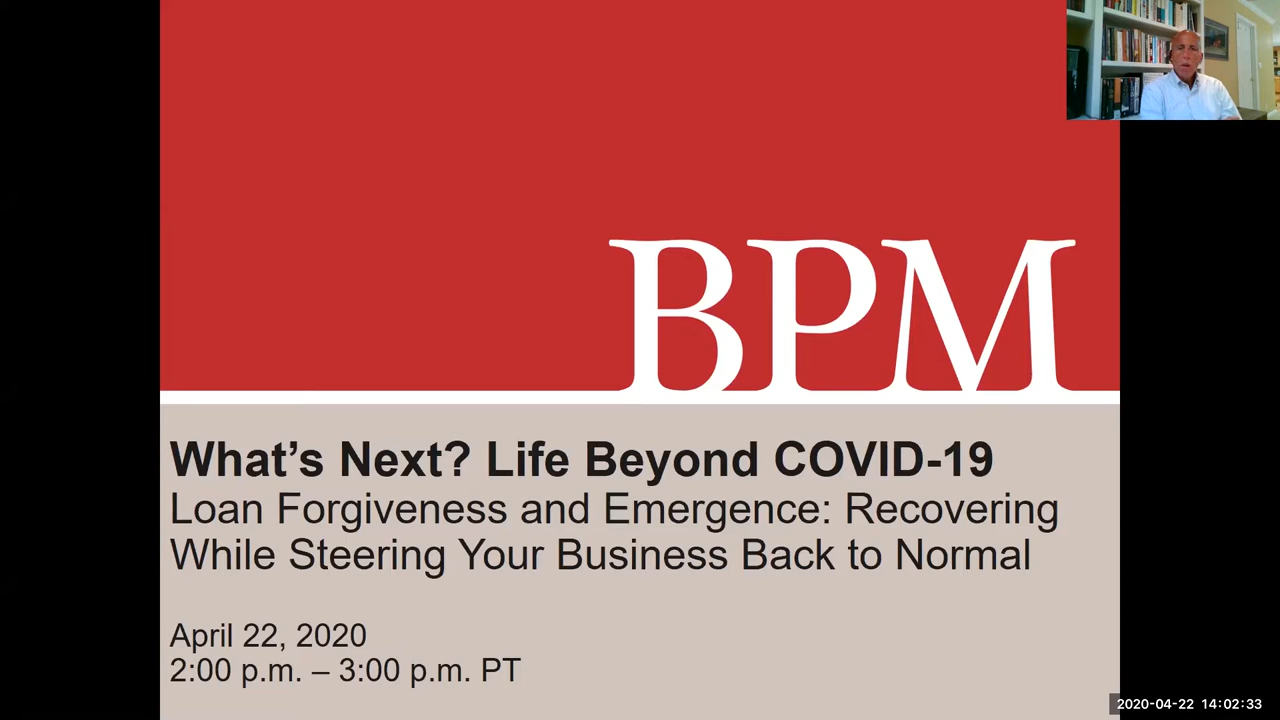 BPM
What’s Next? Life Beyond COVID-19
Loan Forgiveness and Emergence: Recovering
While Steering Your Business Back to Normal
April 22, 2020
2:00 p.m. – 3:00 p.m. PT
2020-04-22 14:02:33